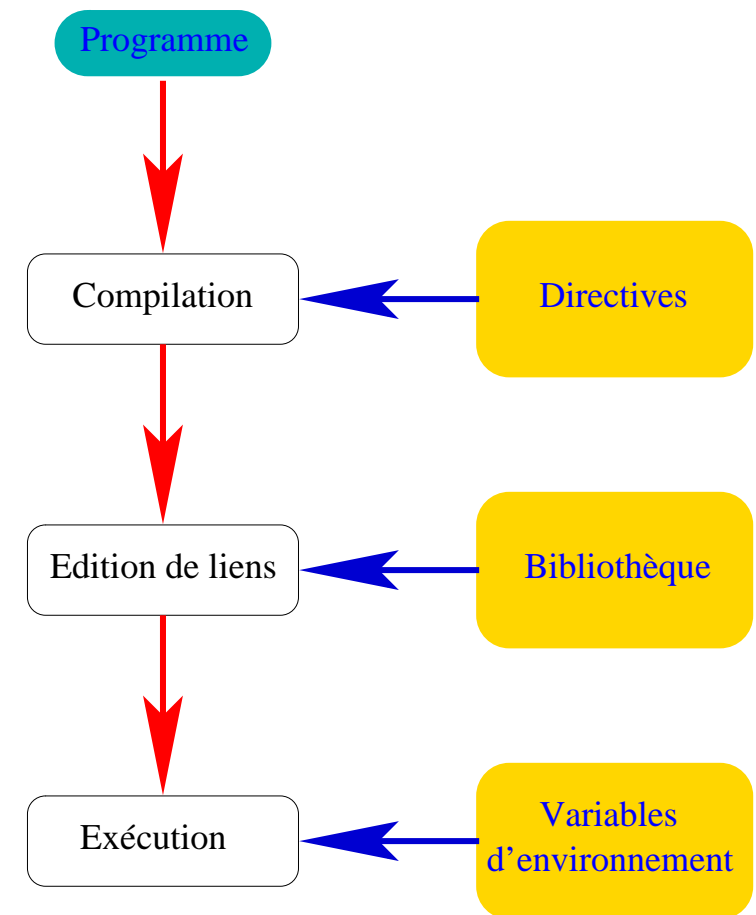 Programme
Compilation
Directives
Edition de liens
Bibliothèque
Exécution
Variables
d'environnement